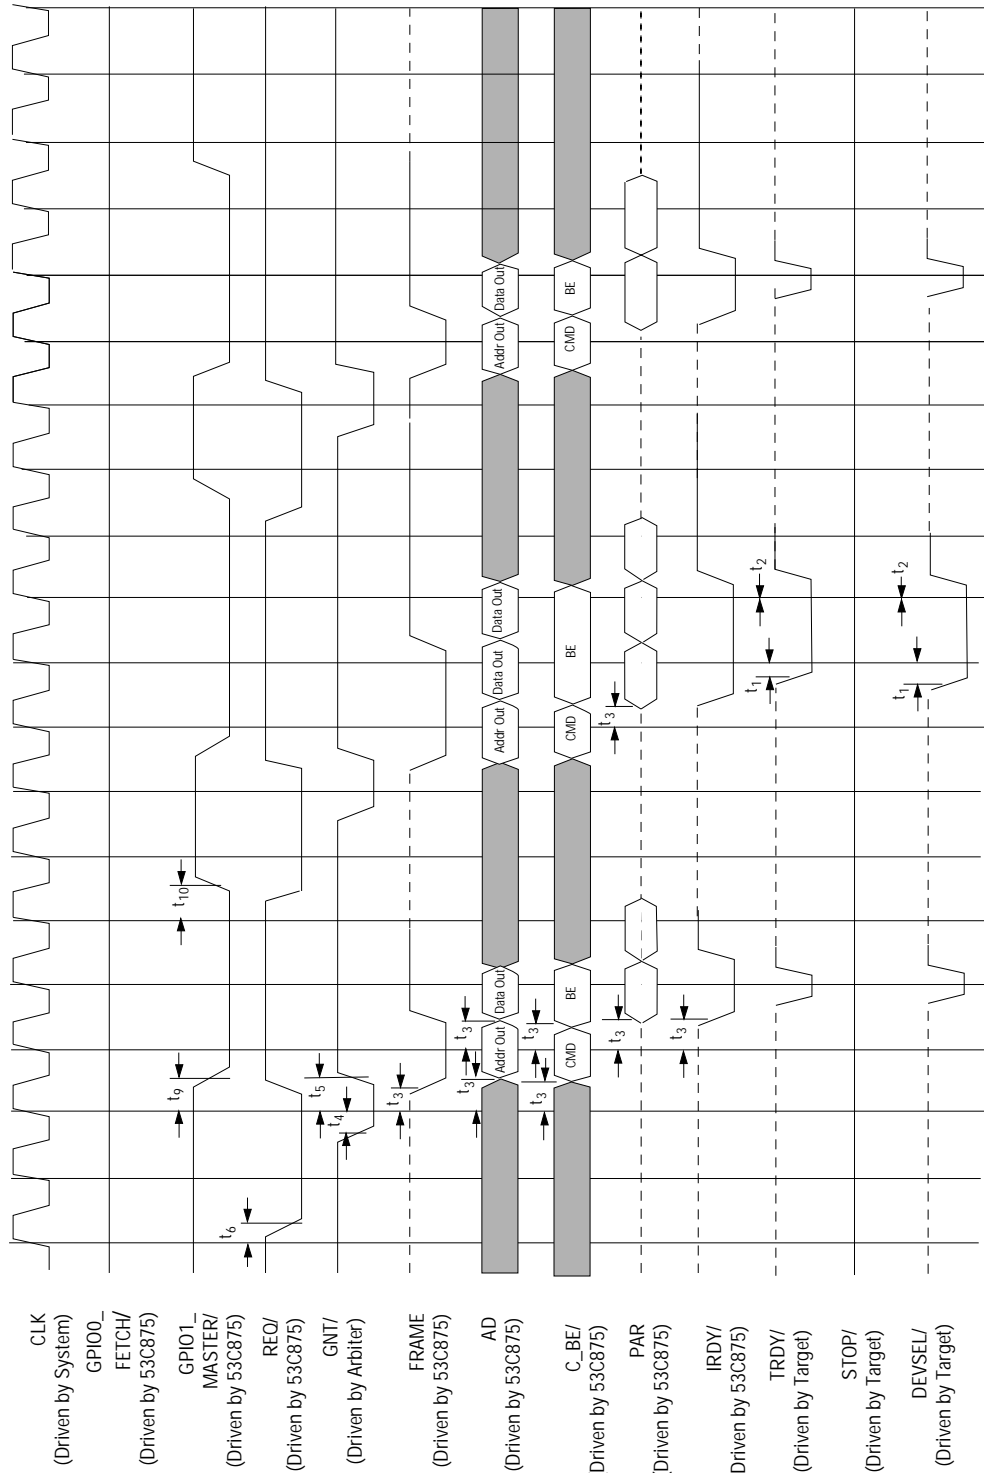 CLK
(Driven by System)
GPIO0_
FETCH/
(Driven by 53C875)
GPIO1_
MASTER/
(Driven by 53C875)
REQ/
(Driven by 53C875)
GNT/
(Driven by Arbiter)
FRAME
(Driven by 53C875)
AD
(Driven by 53C875)
C_BE/
(Driven by 53C875)
PAR
(Driven by 53C875)
IRDY/
(Driven by 53C875)
TRDY/
(Driven by Target)
STOP/
(Driven by Target)
DEVSEL/
(Driven by Target)
t9
t10
t6
t5
t4
t3
t3
t3
Addr Out
Data Out
Addr Out
Data Out
Data Out
Addr Out
Data Out
t3
t3
CMD
BE
CMD
BE
CMD
BE
t3
t3
t3
t1
t2
t1
t2